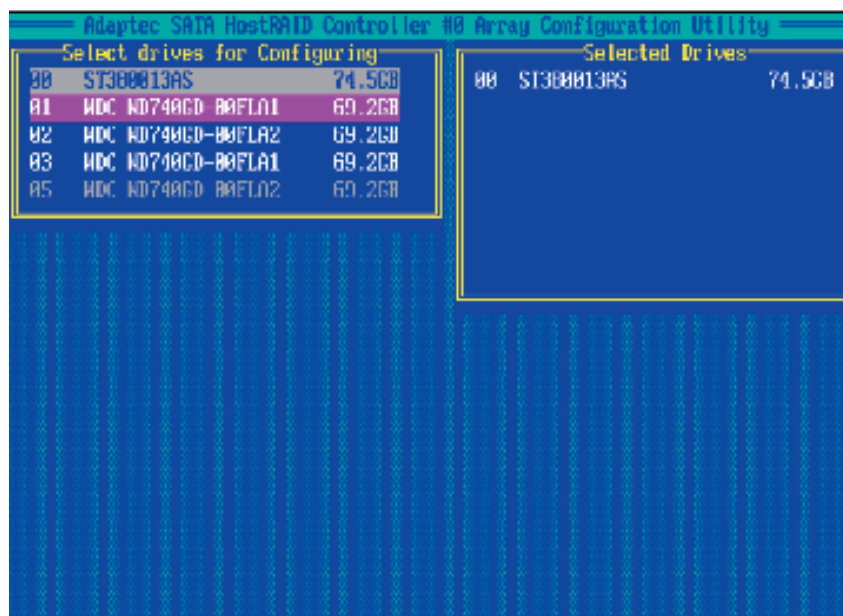 Adaptec SATA HostRAID Controller #0 Array Configuration Utility
Select drives for Configuring
00 ST380013AS 74.5GB
01 WDC WD740GD-00FLA1 69.2GB
02 WDC WD740GD-00FLA2 69.2GB
03 WDC WD740GD-00FLA1 69.2GB
05 WDC WD740GD-00FLA2 69.2GB
Selected Drives
00 ST380013AS 74.5GB